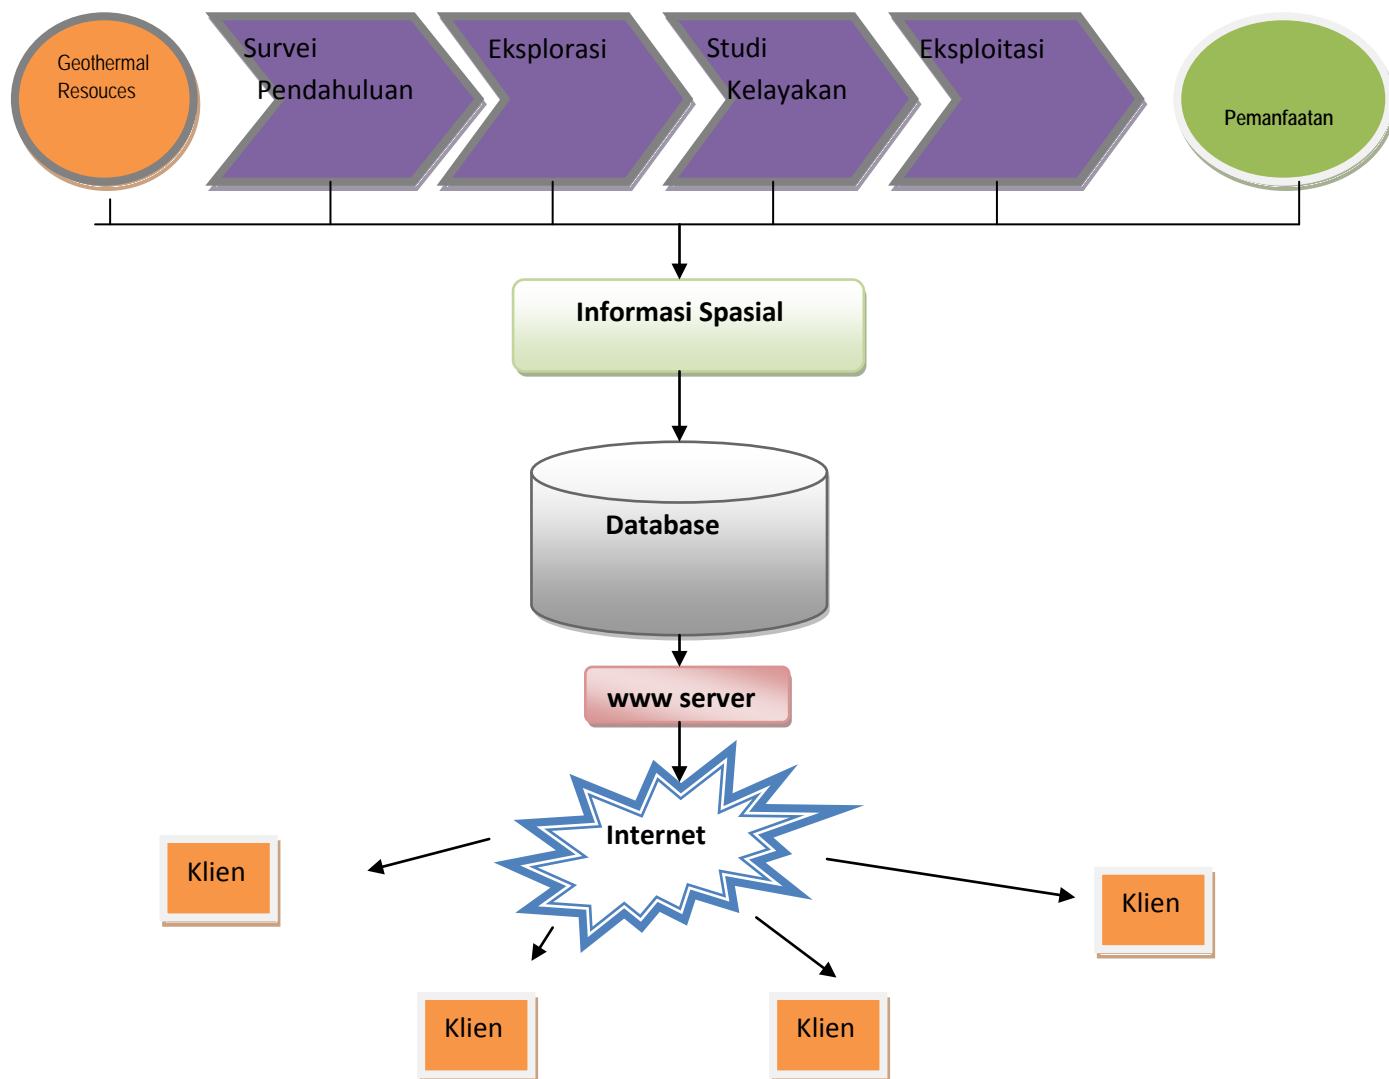 Geothermal
Resouces
Survei
Pendahuluan
Eksplorasi
Studi
Kelayakan
Eksploitasi
Pemanfaatan
Informasi Spasial
Database
www server
Internet
Klien
Klien
Klien
Klien